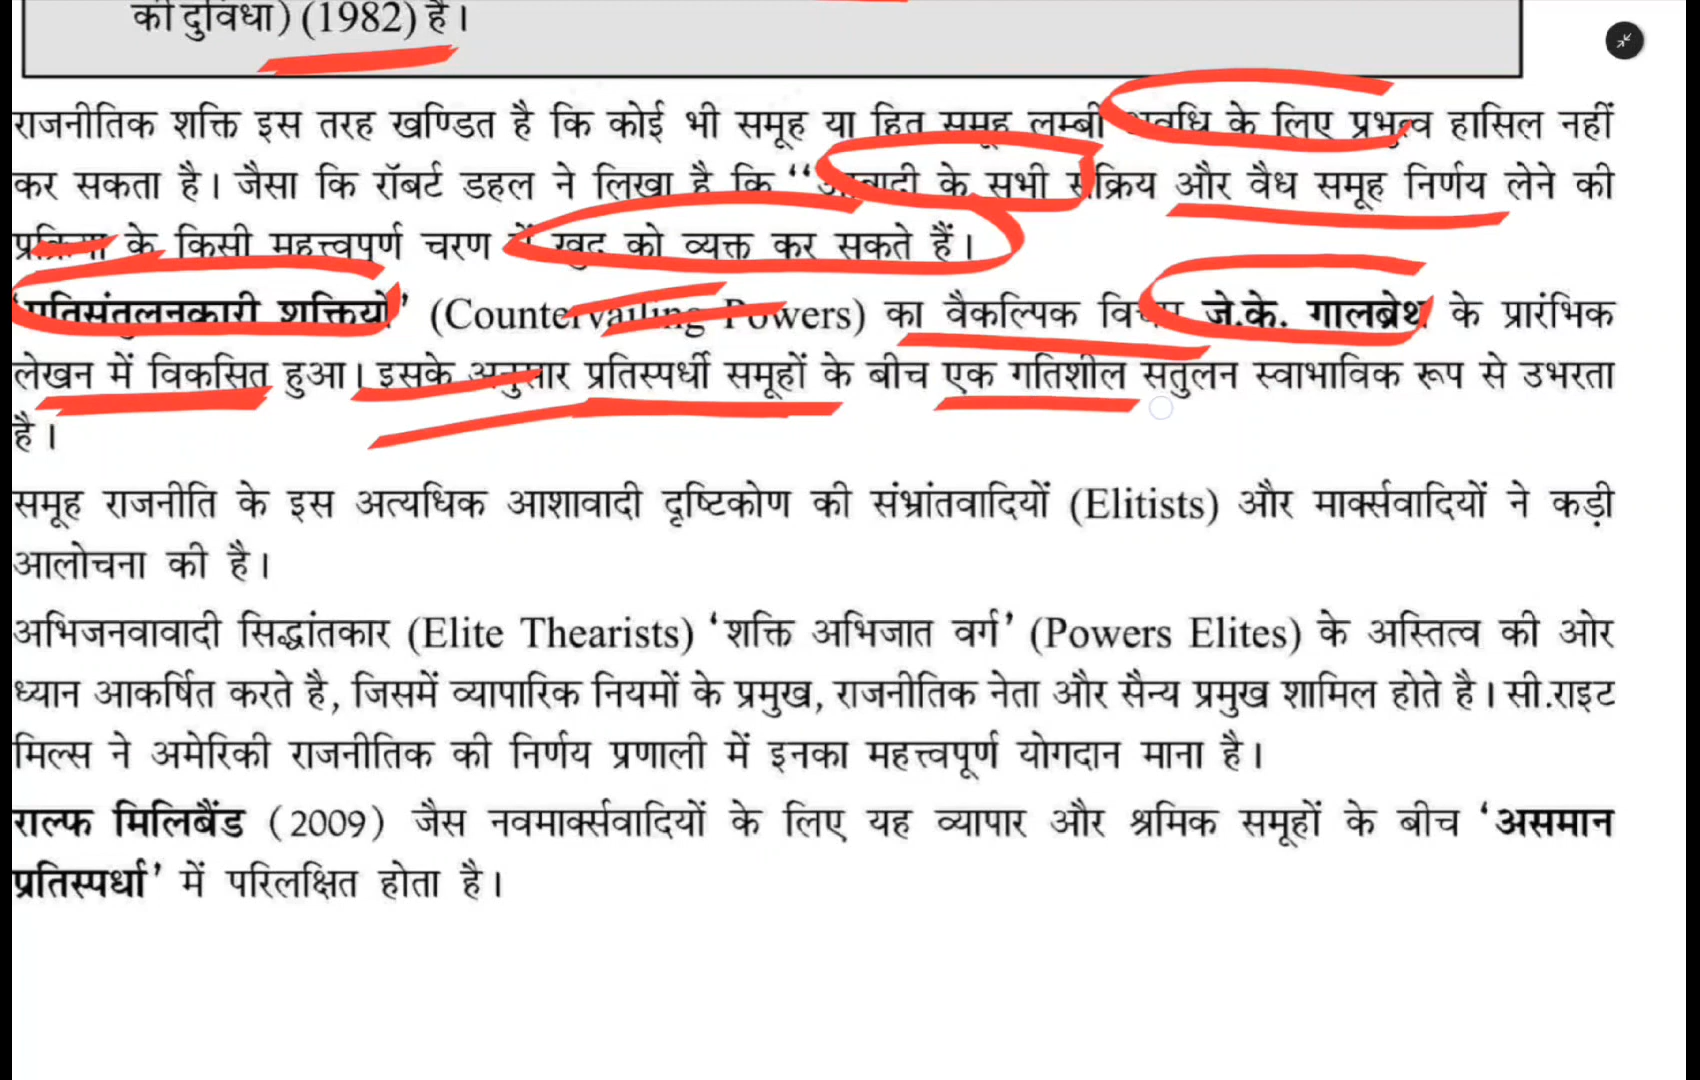 की दुविधा) (1982) है।
राजनीतिक शक्ति इस तरह खण्डित है कि कोई भी समूह या हित समूह लम्बी अवधि के लिए प्रभुत्व हासिल नहीं
कर सकता है। जैसा कि रॉबर्ट डहल ने लिखा है कि “आबादी के सभी सक्रिय और वैध समूह निर्णय लेने की
प्रक्रिया के किसी महत्त्वपूर्ण चरण में खुद को व्यक्त कर सकते हैं।
‘प्रतिसंतुलनकारी शक्तियों’ (Countervailing Powers) का वैकल्पिक विचार जे.के. गालब्रेथ के प्रारंभिक
लेखन में विकसित हुआ। इसके अनुसार प्रतिस्पर्धी समूहों के बीच एक गतिशील संतुलन स्वाभाविक रूप से उभरता
है।
समूह राजनीति के इस अत्यधिक आशावादी दृष्टिकोण की संभ्रांतवादियों (Elitists) और मार्क्सवादियों ने कड़ी
आलोचना की है।
अभिजनवावादी सिद्धांतकार (Elite Thearists) ‘शक्ति अभिजात वर्ग’ (Powers Elites) के अस्तित्व की ओर
ध्यान आकर्षित करते है, जिसमें व्यापारिक नियमों के प्रमुख, राजनीतिक नेता और सैन्य प्रमुख शामिल होते है। सी.राइट
मिल्स ने अमेरिकी राजनीतिक की निर्णय प्रणाली में इनका महत्त्वपूर्ण योगदान माना है।
राल्फ मिलिबैंड (2009) जैस नवमार्क्सवादियों के लिए यह व्यापार और श्रमिक समूहों के बीच ‘असमान
प्रतिस्पर्धा’ में परिलक्षित होता है।